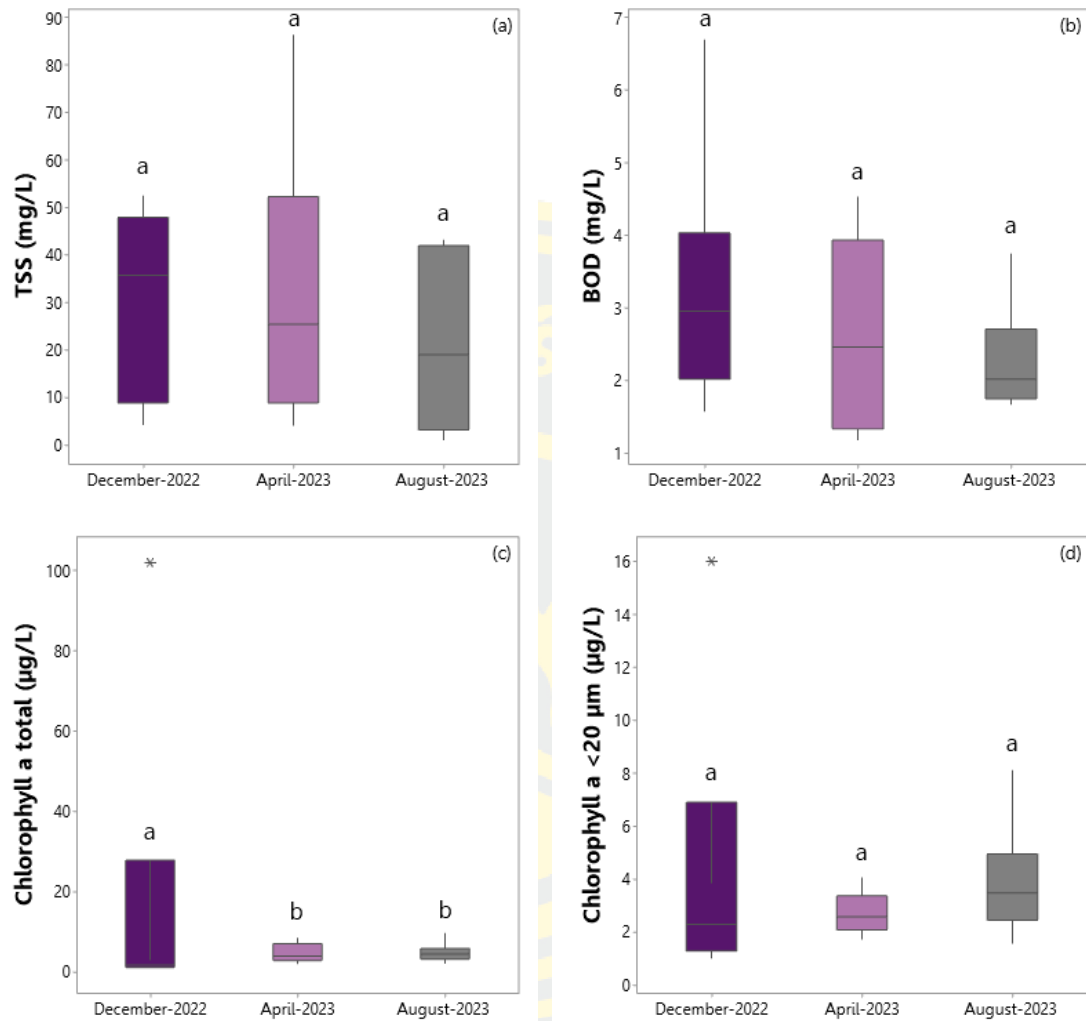 (a)
TSS (mg/L)
90
80
70
60
50
40
30
20
10
0
a
a
a
December-2022 April-2023 August-2023
(b)
BOD (mg/L)
7
6
5
4
3
2
1
a
a
a
December-2022 April-2023 August-2023
(c)
Chlorophyll a total (µg/L)
100
80
60
40
20
0
*
a
b
b
December-2022 April-2023 August-2023
(d)
Chlorophyll a <20 µm (µg/L)
16
14
12
10
8
6
4
2
0
*
a
a
a
December-2022 April-2023 August-2023